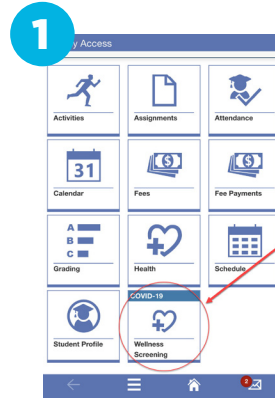 1
y Access
Activities
Assignments
Attendance
31
Calendar
Fees
Fee Payments
A
B
C
Grading
Health
Schedule
COVID-19
Student Profile
Wellness
Screening
2